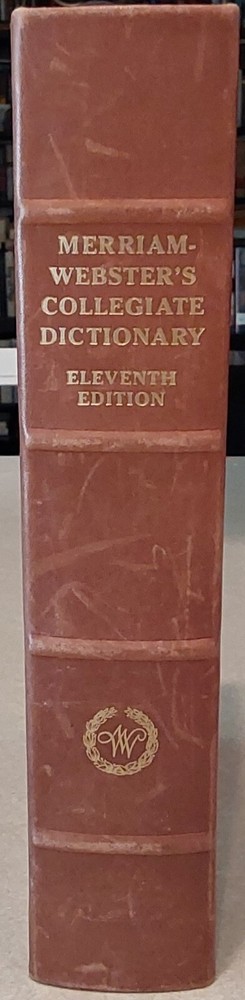 MERRIAM-
WEBSTER'S
COLLEGIATE
DICTIONARY
ELEVENTH
EDITION
W